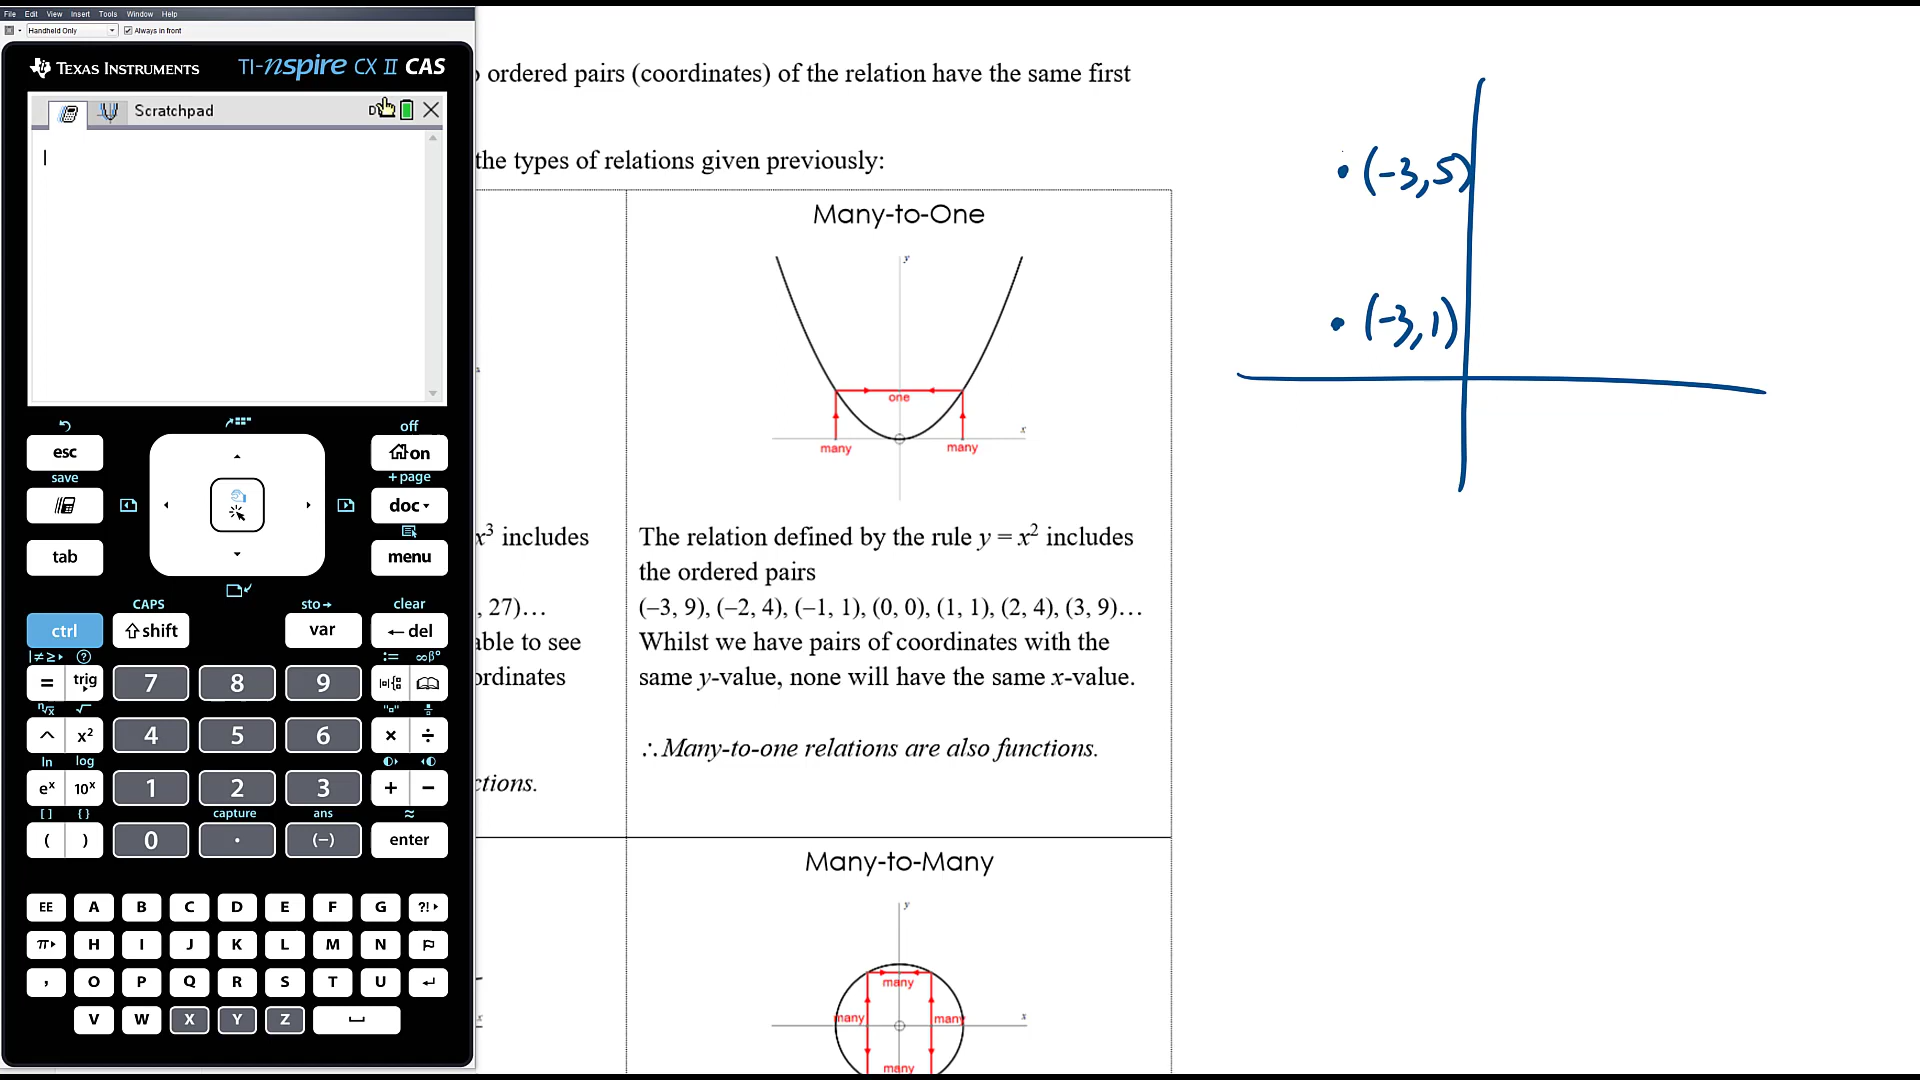 File Edit View Insert Tools Window Help
Handheld Only Always in front
TEXAS INSTRUMENTS TI-nspire CX II CAS
Scratchpad
off
esc on
save + page
doc
tab menu
CAPS sto→ clear
ctrl ⇧shift var ←del
|≠≥▸ ? := ∞β°
= trig 7 8 9
ⁿ√x √
^ x² 4 5 6 × ÷
ln log
eˣ 10ˣ 1 2 3 + −
[ ] { } capture ans ≈
( ) 0 . (−) enter
EE A B C D E F G ?!▸
π▸ H I J K L M N
, O P Q R S T U ↵
V W X Y Z
ordered pairs (coordinates) of the relation have the same first
the types of relations given previously:
x³ includes
, 27)…
able to see
ordinates
ctions.
Many-to-One
y
one
x
many many
The relation defined by the rule y = x² includes
the ordered pairs
(–3, 9), (–2, 4), (–1, 1), (0, 0), (1, 1), (2, 4), (3, 9)…
Whilst we have pairs of coordinates with the
same y-value, none will have the same x-value.
∴Many-to-one relations are also functions.
Many-to-Many
y
many
many many x
many
(-3,5)
(-3,1)